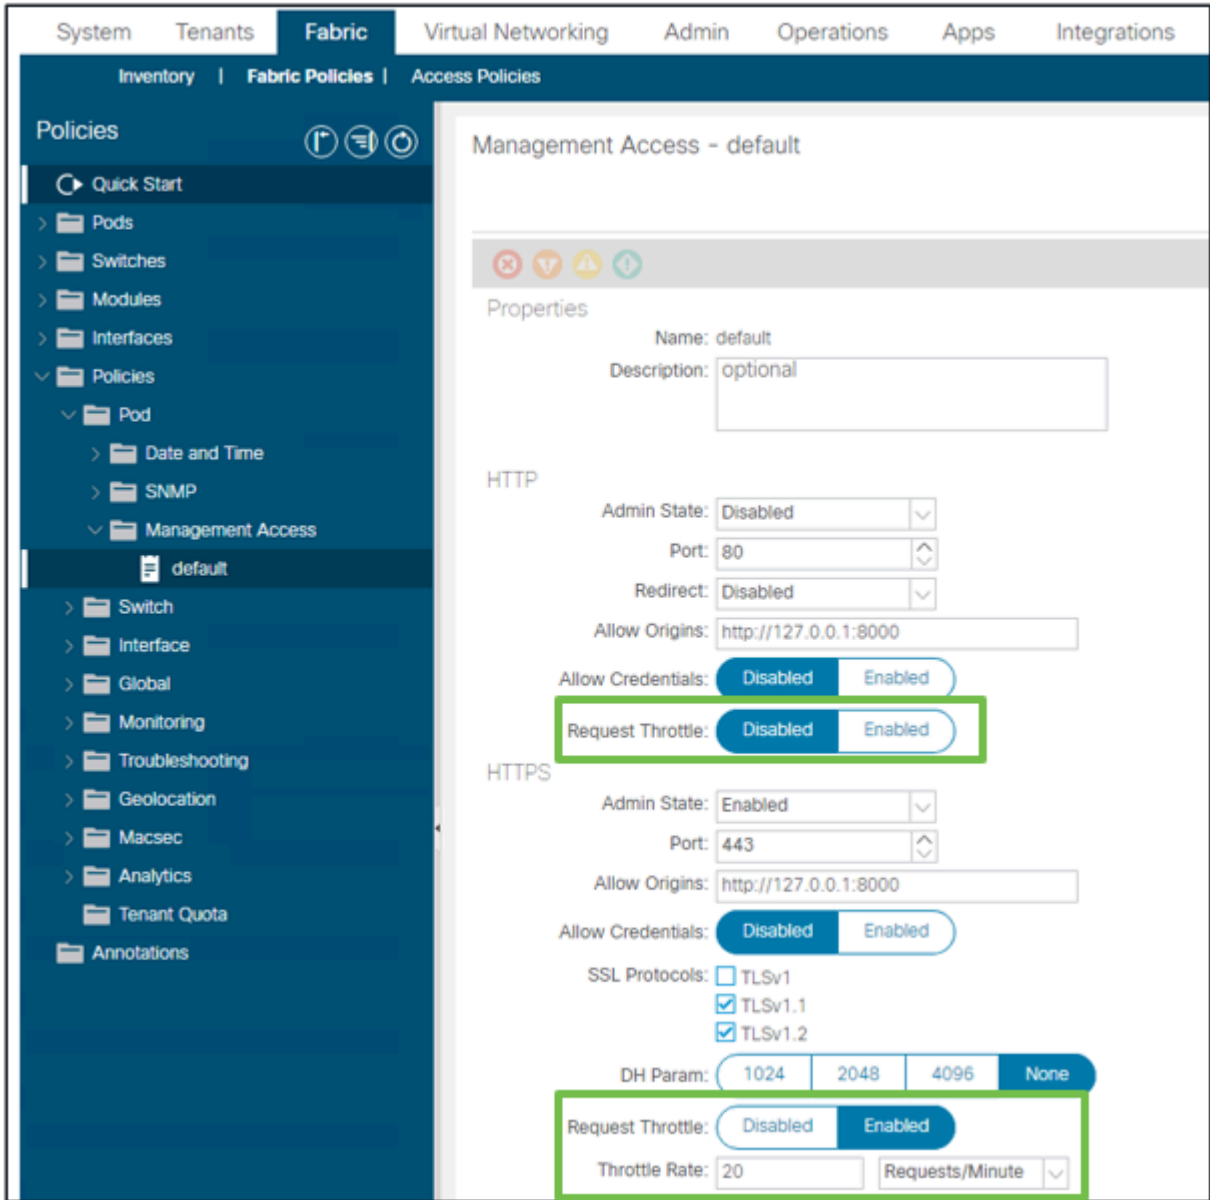 System Tenants Fabric Virtual Networking Admin Operations Apps Integrations
Inventory | Fabric Policies | Access Policies
Policies
Quick Start
Pods
Switches
Modules
Interfaces
Policies
Pod
Date and Time
SNMP
Management Access
default
Switch
Interface
Global
Monitoring
Troubleshooting
Geolocation
Macsec
Analytics
Tenant Quota
Annotations
Management Access - default
Properties
Name: default
Description: optional
HTTP
Admin State: Disabled
Port: 80
Redirect: Disabled
Allow Origins: http://127.0.0.1:8000
Allow Credentials: Disabled Enabled
Request Throttle: Disabled Enabled
HTTPS
Admin State: Enabled
Port: 443
Allow Origins: http://127.0.0.1:8000
Allow Credentials: Disabled Enabled
SSL Protocols: TLSv1
TLSv1.1
TLSv1.2
DH Param: 1024 2048 4096 None
Request Throttle: Disabled Enabled
Throttle Rate: 20 Requests/Minute